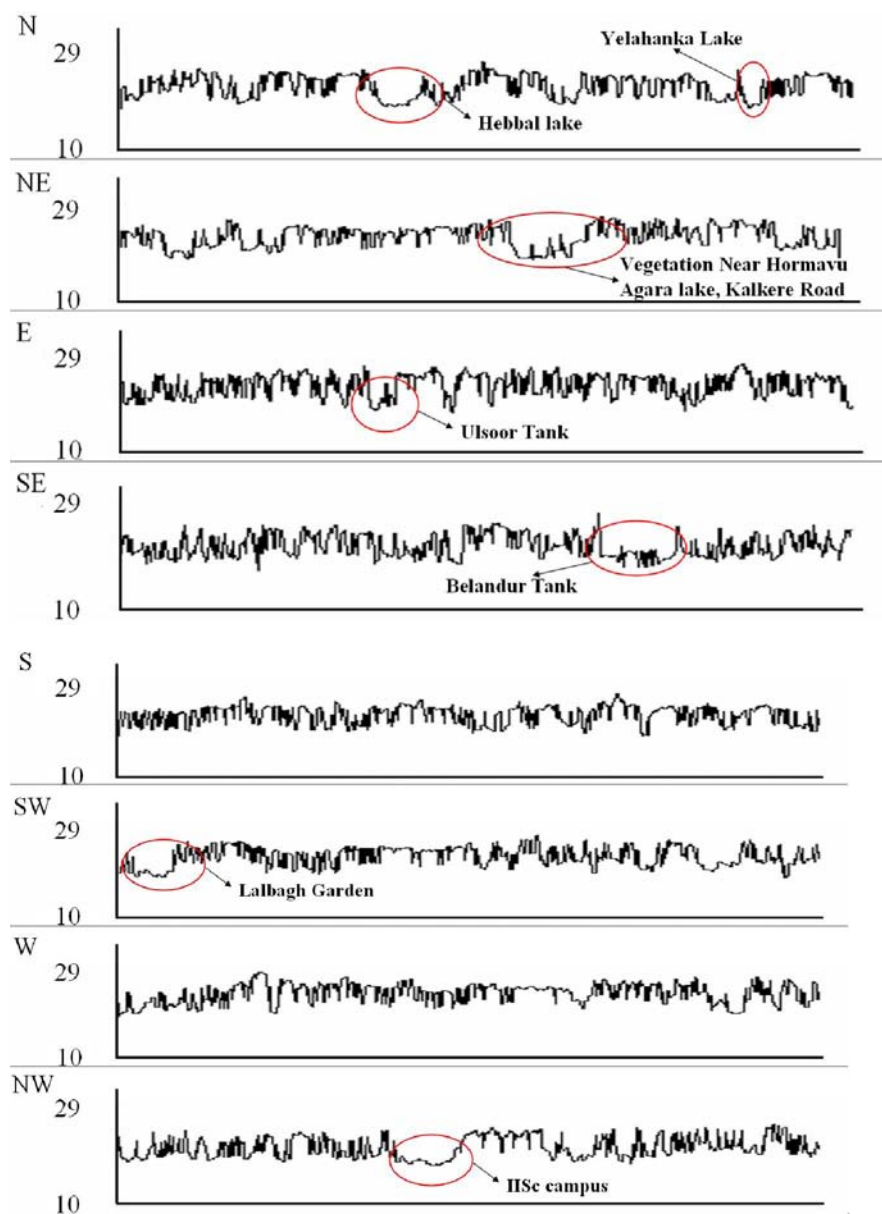 N
29
Yelahanka Lake
Hebbal lake
10
NE
29
Vegetation Near Hormavu
Agara lake, Kalkere Road
10
E
29
Ulsoor Tank
10
SE
29
Belandur Tank
10
S
29
10
SW
29
Lalbagh Garden
10
W
29
10
NW
29
IISc campus
10